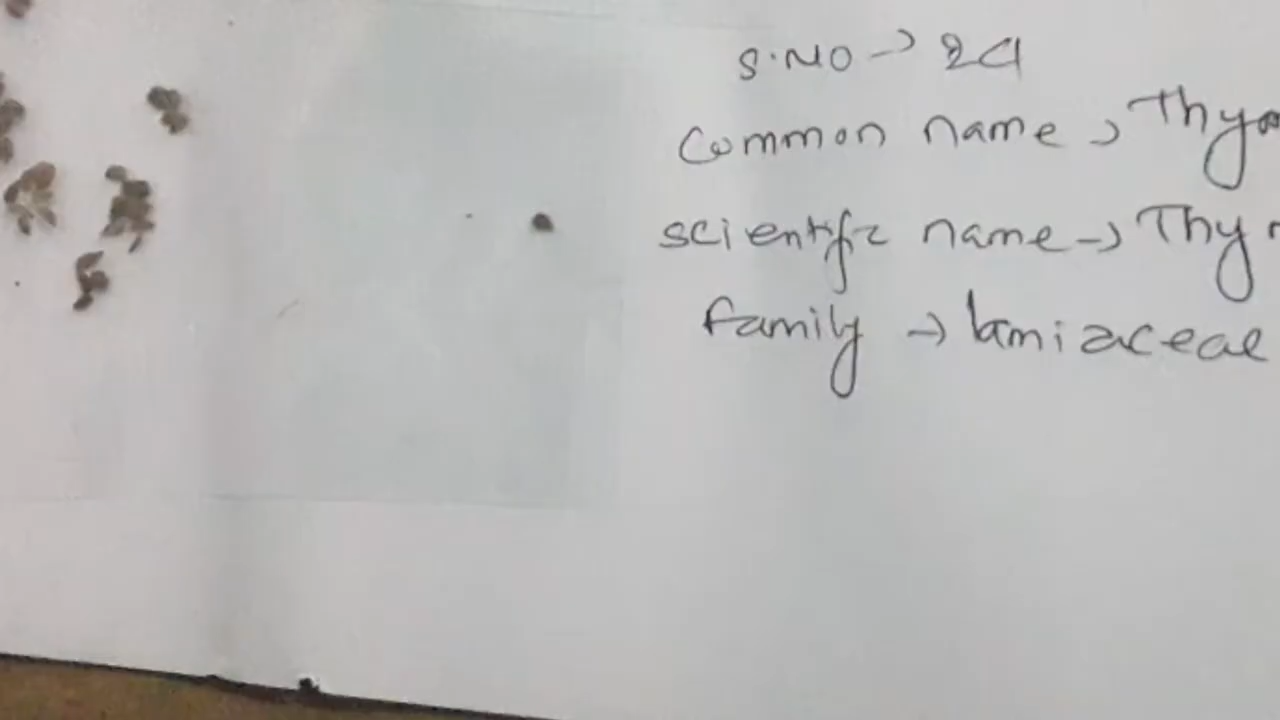 S.NO → 24
Common name → Thy
scientific name → Thy
family → lamiaceae